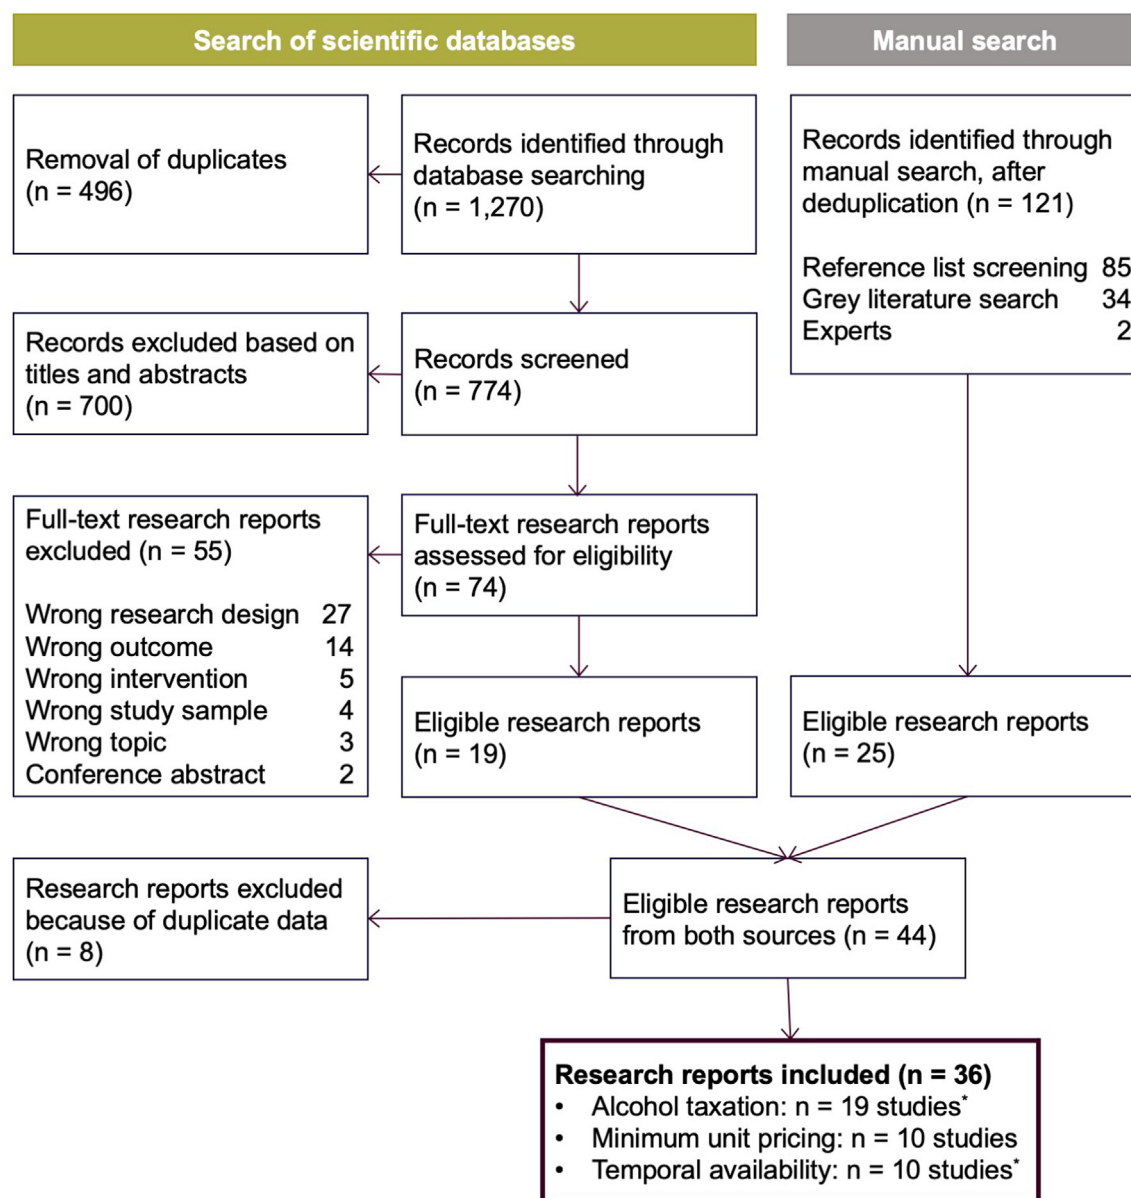 Search of scientific databases
Manual search
Removal of duplicates
(n = 496)
Records identified through
database searching
(n = 1,270)
Records identified through
manual search, after
deduplication (n = 121)
Reference list screening 85
Grey literature search 34
Experts 2
Records excluded based on
titles and abstracts
(n = 700)
Records screened
(n = 774)
Full-text research reports
excluded (n = 55)
Wrong research design 27
Wrong outcome 14
Wrong intervention 5
Wrong study sample 4
Wrong topic 3
Conference abstract 2
Full-text research reports
assessed for eligibility
(n = 74)
Eligible research reports
(n = 19)
Eligible research reports
(n = 25)
Research reports excluded
because of duplicate data
(n = 8)
Eligible research reports
from both sources (n = 44)
Research reports included (n = 36)
• Alcohol taxation: n = 19 studies*
• Minimum unit pricing: n = 10 studies
• Temporal availability: n = 10 studies*